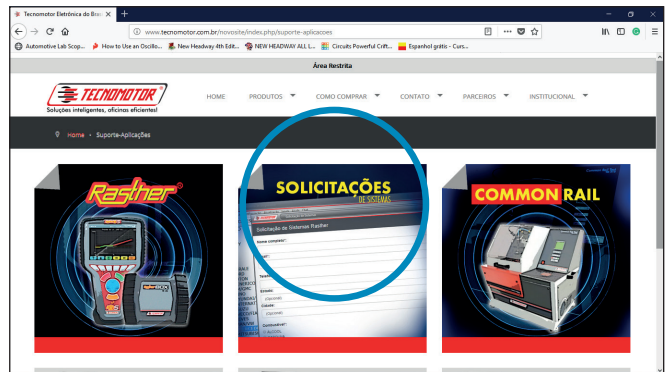 Tecnomotor Eletrônica do Bras
www.tecnomotor.com.br/novosite/index.php/suporte-aplicacoes
Automotive Lab Scop... How to Use an Oscillo... New Headway 4th Edit... NEW HEADWAY ALL L... Circuits Powerful Crift... Espanhol grátis - Curs...
Área Restrita
TECNOMOTOR
Soluções inteligentes, oficinas eficientes!
HOME PRODUTOS COMO COMPRAR CONTATO PARCEIROS INSTITUCIONAL
Home Suporte-Aplicações
Rasther
SOLICITAÇÕES
DE SISTEMAS
Solicitação de Sistemas Rasther
Nome completo*:
Estado:
Cidade:
Combustível*:
COMMON RAIL